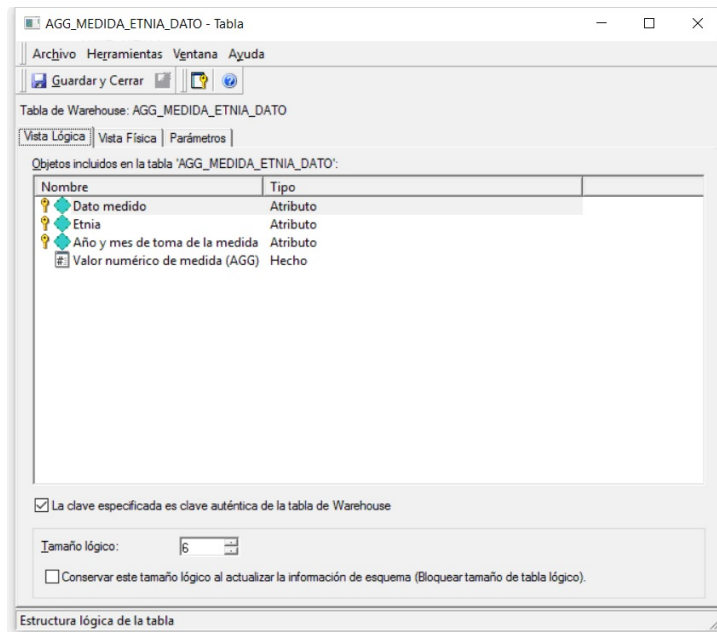 AGG_MEDIDA_ETNIA_DATO - Tabla
Archivo Herramientas Ventana Ayuda
Guardar y Cerrar
Tabla de Warehouse: AGG_MEDIDA_ETNIA_DATO
Vista Lógica Vista Física Parámetros
Objetos incluidos en la tabla 'AGG_MEDIDA_ETNIA_DATO':
Nombre Tipo
Dato medido Atributo
Etnia Atributo
Año y mes de toma de la medida Atributo
Valor numérico de medida (AGG) Hecho
La clave especificada es clave auténtica de la tabla de Warehouse
Tamaño lógico: 6
Conservar este tamaño lógico al actualizar la información de esquema (Bloquear tamaño de tabla lógico).
Estructura lógica de la tabla